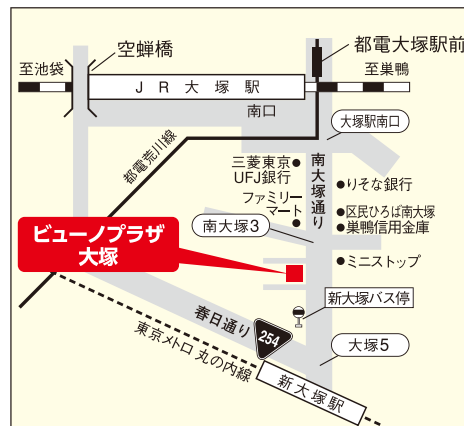 空蝉橋
都電大塚駅前
至池袋
至巣鴨
JR大塚駅
南口
大塚駅南口
都電荒川線
三菱東京
UFJ銀行
南大塚通り
りそな銀行
ファミリー
マート
区民ひろば南大塚
巣鴨信用金庫
南大塚3
ビューノプラザ
大塚
ミニストップ
新大塚バス停
春日通り
254
大塚5
東京メトロ 丸の内線
新大塚駅